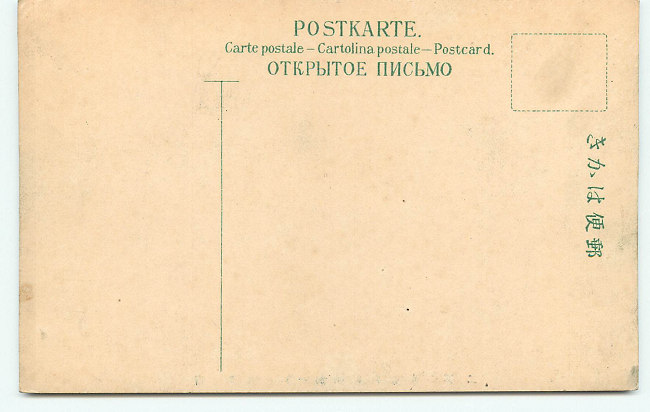 POSTKARTE.
Carte postale – Cartolina postale – Postcard.
ОТКРЫТОЕ ПИСЬМО
きかは便郵